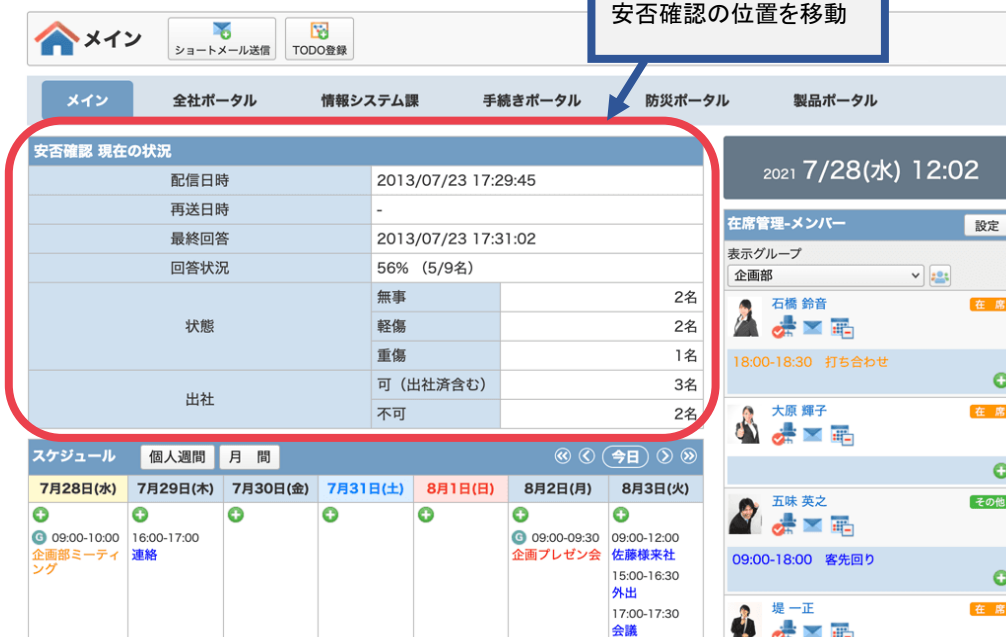 安否確認の位置を移動
メイン
ショートメール送信
TODO登録
メイン 全社ポータル 情報システム課 手続きポータル 防災ポータル 製品ポータル
安否確認 現在の状況
配信日時 2013/07/23 17:29:45
再送日時 -
最終回答 2013/07/23 17:31:02
回答状況 56% (5/9名)
状態
無事 2名
軽傷 2名
重傷 1名
出社
可(出社済含む) 3名
不可 2名
スケジュール 個人週間 月 間 今日
7月28日(水) 7月29日(木) 7月30日(金) 7月31日(土) 8月1日(日) 8月2日(月) 8月3日(火)
G 09:00-10:00
企画部ミーティ
ング
16:00-17:00
連絡
G 09:00-09:30
企画プレゼン会
09:00-12:00
佐藤様来社
15:00-16:30
外出
17:00-17:30
会議
2021 7/28(水) 12:02
在席管理-メンバー 設定
表示グループ
企画部
石橋 鈴音 在 席
18:00-18:30 打ち合わせ
大原 輝子 在 席
五味 英之 その他
09:00-18:00 客先回り
堤 一正 在 席